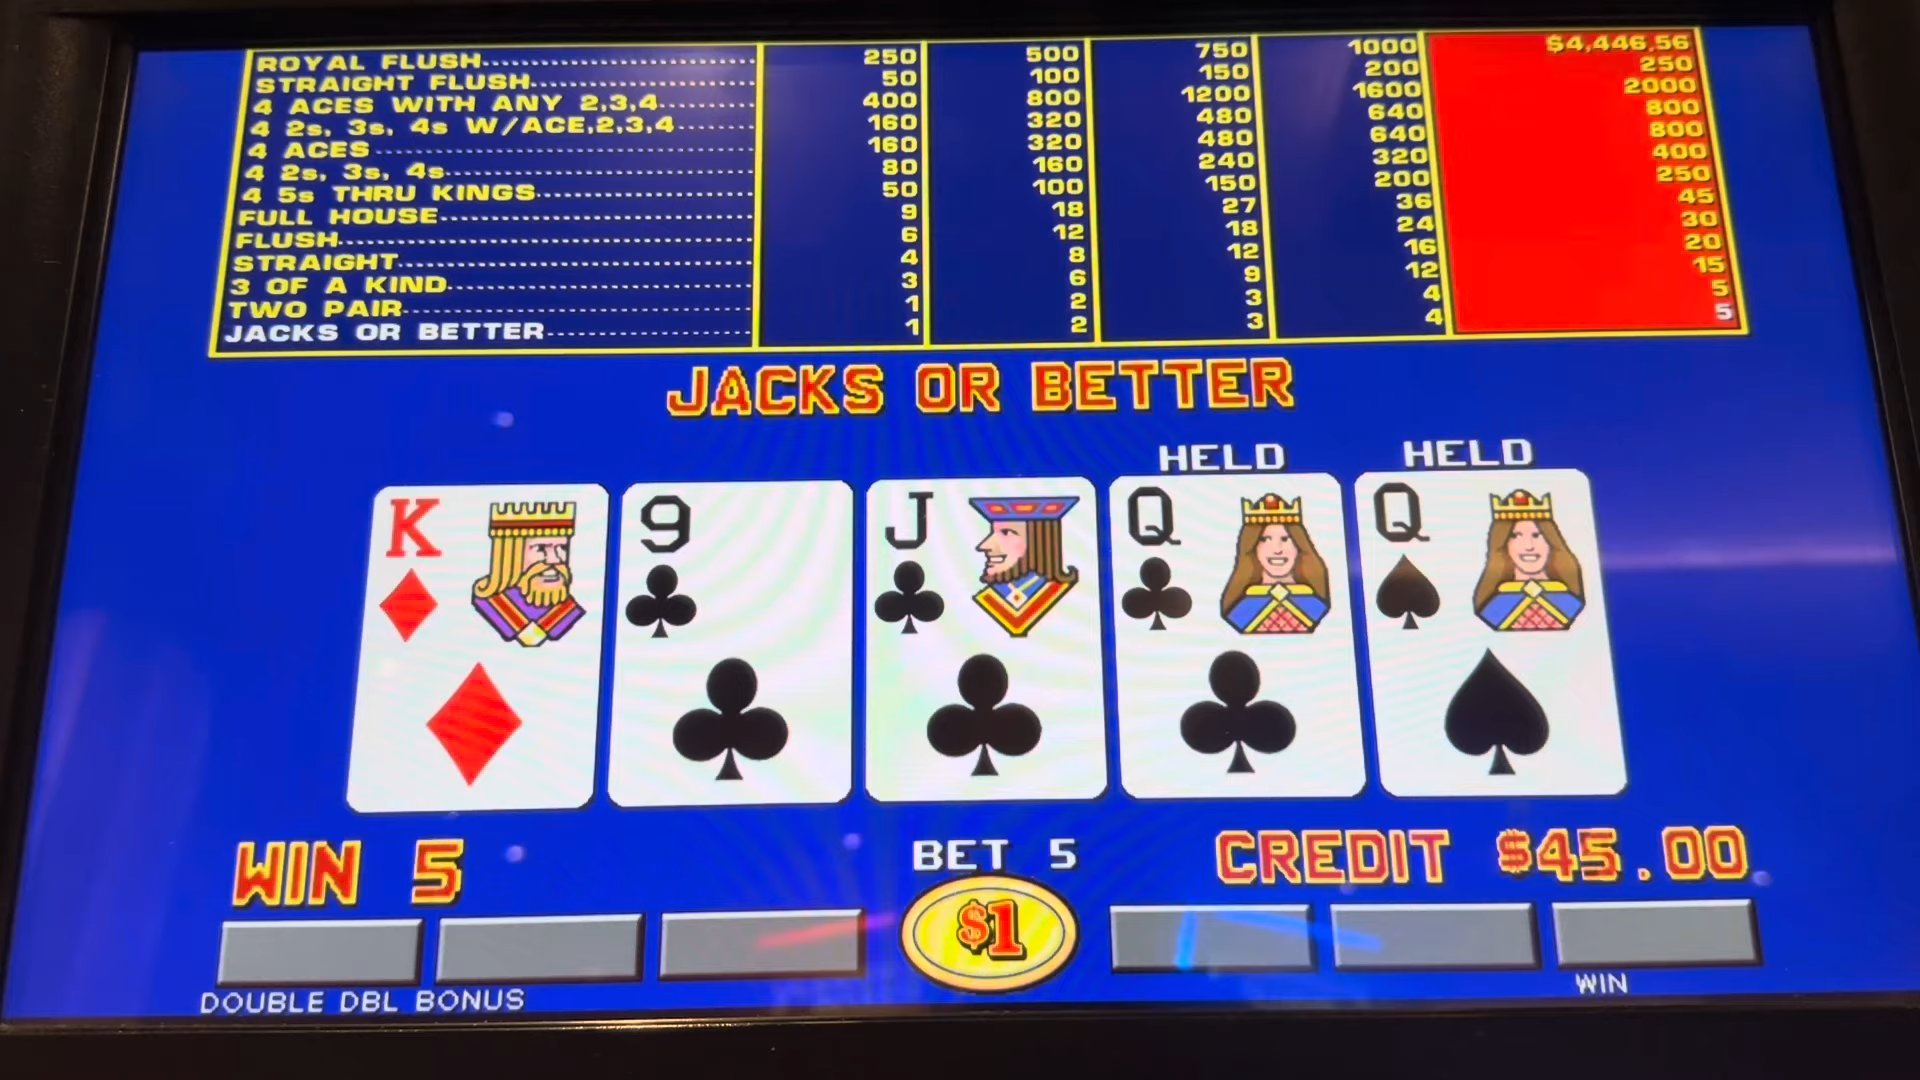 ROYAL FLUSH 250 500 750 1000 $4,446.56
STRAIGHT FLUSH 50 100 150 200 250
4 ACES WITH ANY 2,3,4 400 800 1200 1600 2000
4 2s, 3s, 4s W/ACE,2,3,4 160 320 480 640 800
4 ACES 160 320 480 640 800
4 2s, 3s, 4s 80 160 240 320 400
4 5s THRU KINGS 50 100 150 200 250
FULL HOUSE 9 18 27 36 45
FLUSH 6 12 18 24 30
STRAIGHT 4 8 12 16 20
3 OF A KIND 3 6 9 12 15
TWO PAIR 1 2 3 4 5
JACKS OR BETTER 1 2 3 4 5
JACKS OR BETTER
HELD HELD
K 9 J Q Q
WIN 5 BET 5 CREDIT $45.00
$1
DOUBLE DBL BONUS WIN